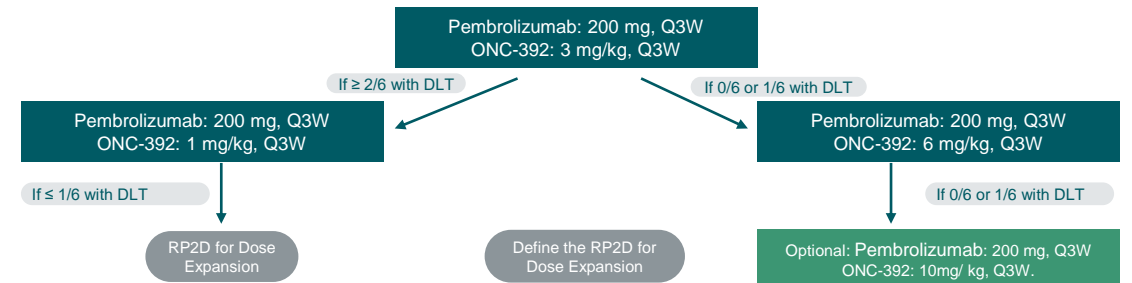 Pembrolizumab: 200 mg, Q3W
ONC-392: 3 mg/kg, Q3W
If ≥ 2/6 with DLT
If 0/6 or 1/6 with DLT
Pembrolizumab: 200 mg, Q3W
ONC-392: 1 mg/kg, Q3W
Pembrolizumab: 200 mg, Q3W
ONC-392: 6 mg/kg, Q3W
If ≤ 1/6 with DLT
If 0/6 or 1/6 with DLT
RP2D for Dose
Expansion
Define the RP2D for
Dose Expansion
Optional: Pembrolizumab: 200 mg, Q3W
ONC-392: 10mg/ kg, Q3W.